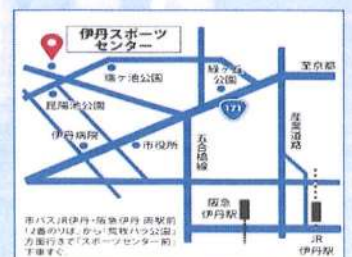 伊丹スポーツ
センター
瑞ヶ池公園
緑ヶ丘
公園
至京都
昆陽池公園
171
伊丹病院
市役所
五合橋線
産業道路
阪急
伊丹駅
JR
伊丹駅
市バスJR伊丹・阪急伊丹 両駅前
「2番のりば」から「荒牧バラ公園」
方面行きで「スポーツセンター前」
下車すぐ